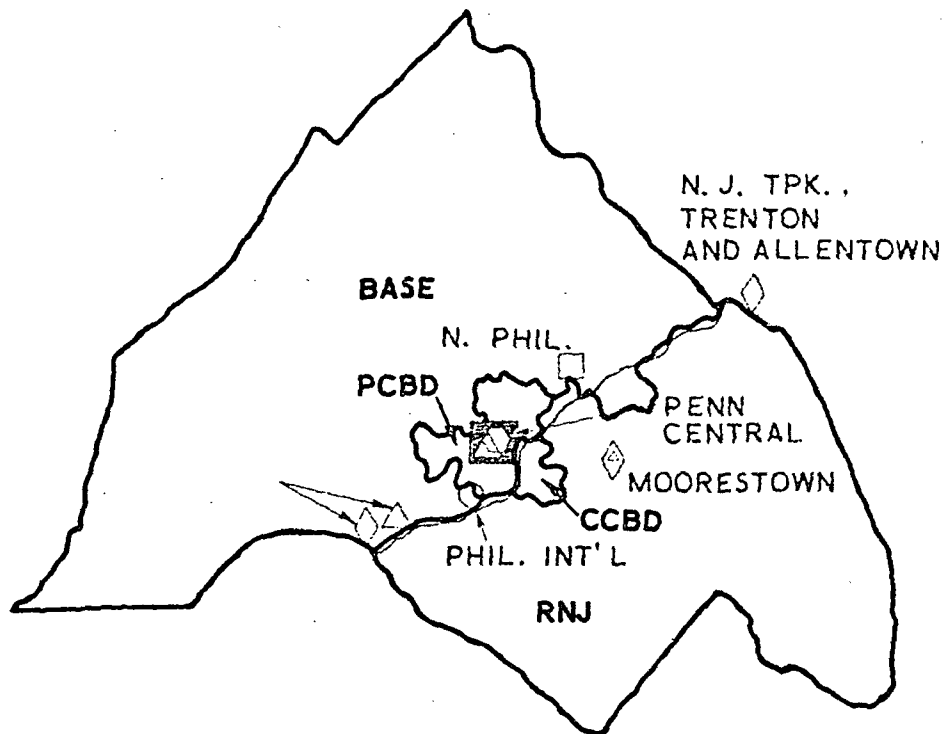 N. J. TPK.,
TRENTON
AND ALLENTOWN
BASE
N. PHIL.
PCBD
PENN
CENTRAL
MOORESTOWN
CCBD
PHIL. INT'L
RNJ